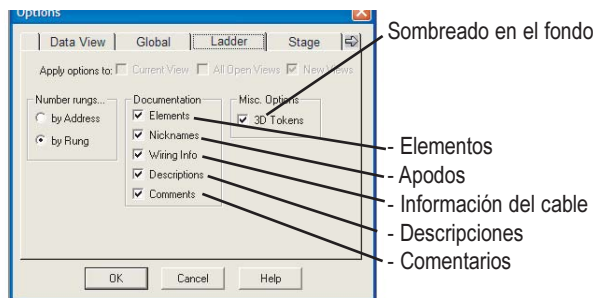 Options
Data View Global Ladder Stage
Apply options to: Current View All Open Views New Views
Number rungs...
by Address
by Rung
Documentation
Elements
Nicknames
Wiring Info
Descriptions
Comments
Misc. Options
3D Tokens
OK Cancel Help
Sombreado en el fondo
- Elementos
- Apodos
- Información del cable
- Descripciones
- Comentarios